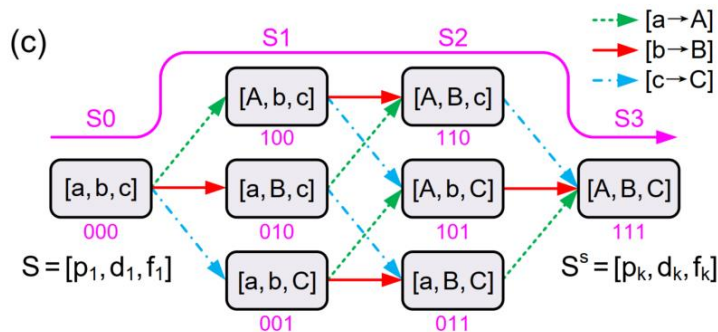 (c)
S1
S2
[a→A]
[b→B]
[c→C]
S0
S3
[A, b, c]
[A, B, c]
100
110
[a, b, c]
[a, B, c]
[A, b, C]
[A, B, C]
000
010
101
111
S = [p₁, d₁, f₁]
[a, b, C]
[a, B, C]
Sˢ = [pₖ, dₖ, fₖ]
001
011